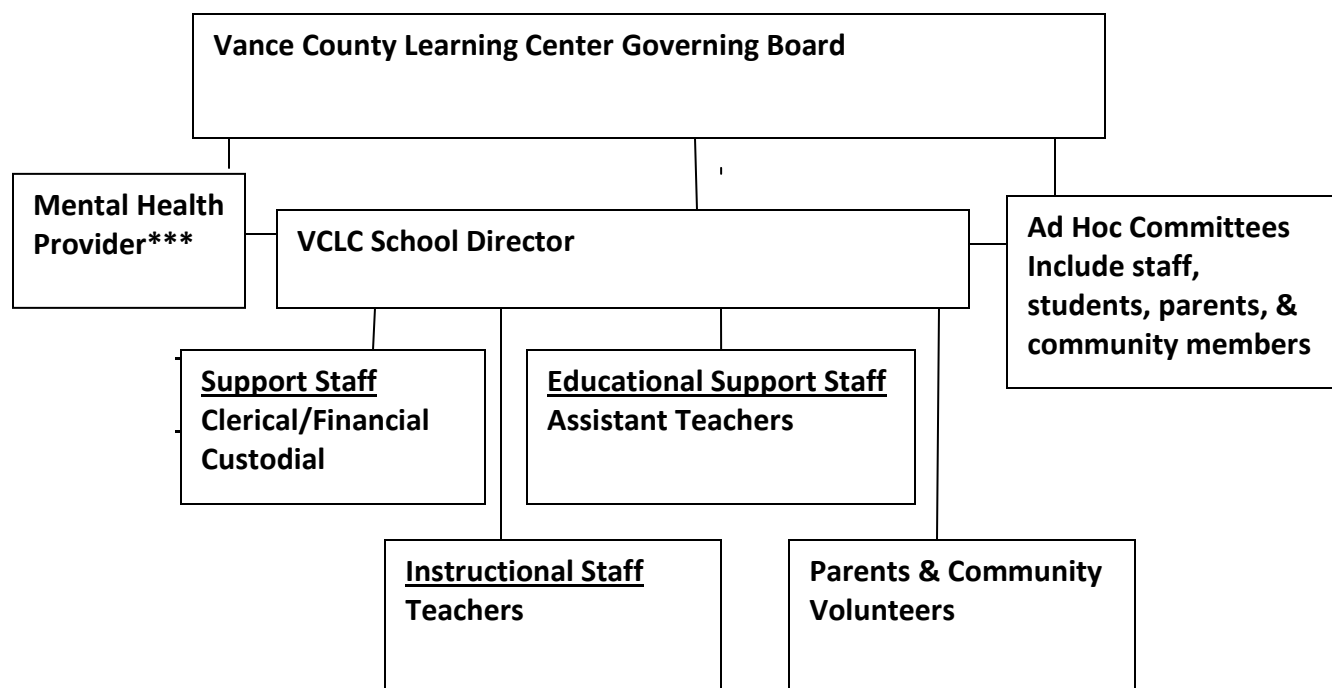 Vance County Learning Center Governing Board
Mental Health
Provider***
VCLC School Director
Ad Hoc Committees
Include staff,
students, parents, &
community members
Support Staff
Clerical/Financial
Custodial
Educational Support Staff
Assistant Teachers
Instructional Staff
Teachers
Parents & Community
Volunteers